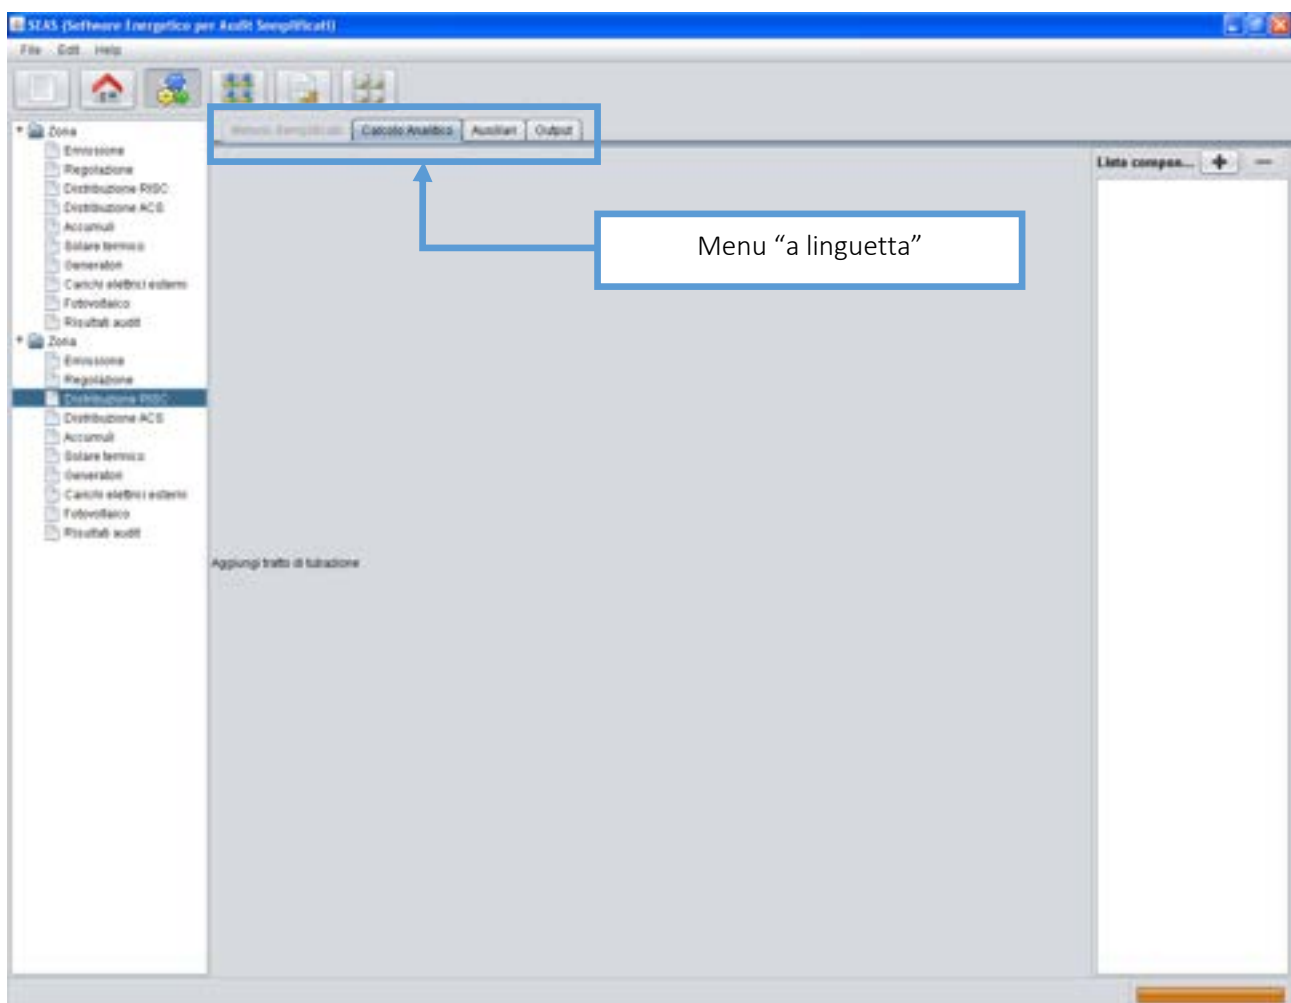 SEAS (Software Energetico per Audit Semplificati)
File Edit Help
Metodi Semplificati Calcolo Analitico Ausiliari Output
Zona
Emissione
Regolazione
Distribuzione RISC
Distribuzione ACS
Accumuli
Solare termico
Generatori
Carichi elettrici esterni
Fotovoltaico
Risultati audit
Zona
Emissione
Regolazione
Distribuzione RISC
Distribuzione ACS
Accumuli
Solare termico
Generatori
Carichi elettrici esterni
Fotovoltaico
Risultati audit
Menu “a linguetta”
Aggiungi tratto di tubazione
Lista compon...